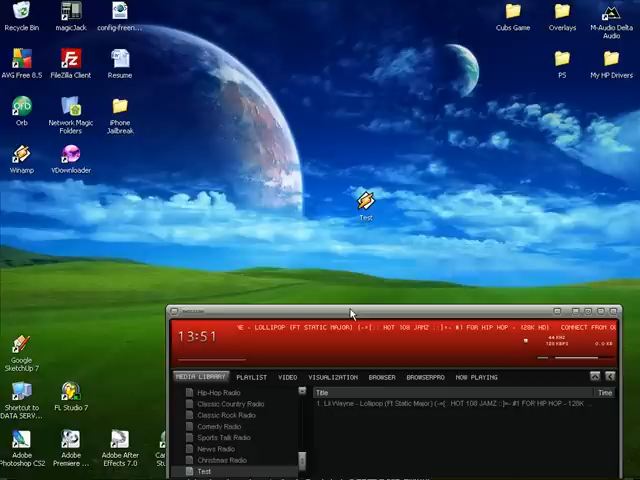 Recycle Bin
magicJack
config-freen...
Cubs Game
Overlays
M-Audio Delta
Audio
AVG Free 8.5
FileZilla Client
Resume
PS
My HP Drivers
Orb
Network Magic
Folders
iPhone
Jailbreak
Winamp
VDownloader
Test
Google
SketchUp 7
Shortcut to
DATA SERV...
FL Studio 7
Adobe
Photoshop CS2
Adobe
Premiere ...
Adobe After
Effects 7.0
13:51
- LOLLIPOP (FT STATIC MAJOR) (-=[:: HOT 108 JAMZ ::]=- #1 FOR HIP HOP - 128K HD)
CONNECT FROM
44 KHZ
128 KBPS
MEDIA LIBRARY
PLAYLIST
VIDEO
VISUALIZATION
BROWSER
BROWSERPRO
NOW PLAYING
Hip-Hop Radio
Classic Country Radio
Classic Rock Radio
Comedy Radio
Sports Talk Radio
News Radio
Christmas Radio
Test
Title
Time
1. Lil Wayne - Lollipop (Ft Static Major) (-=[:: HOT 108 JAMZ ::]=- #1 FOR HIP HOP - 128K ...